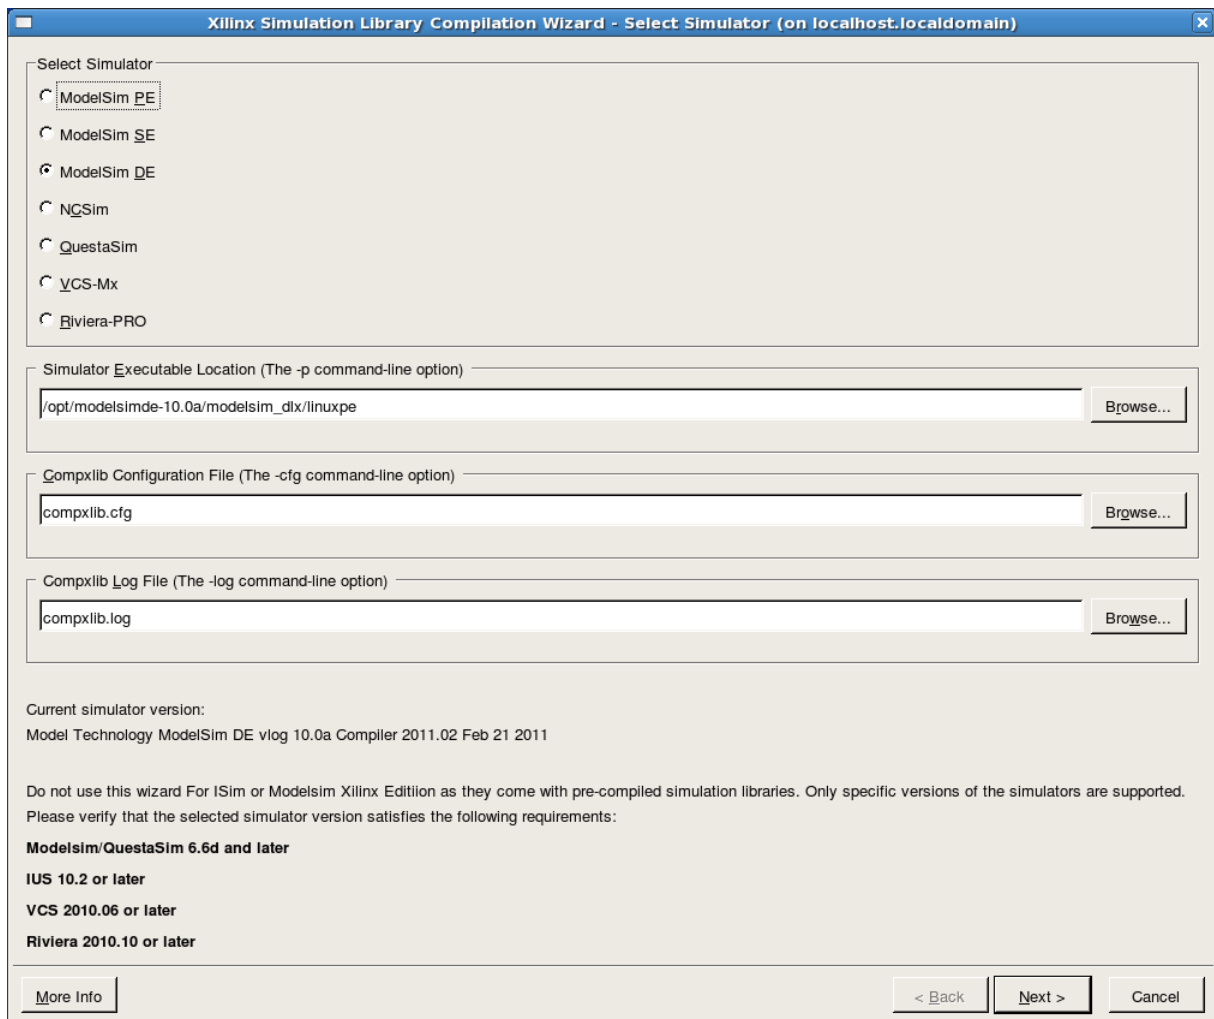 Xilinx Simulation Library Compilation Wizard - Select Simulator (on localhost.localdomain)
Select Simulator
ModelSim PE
ModelSim SE
ModelSim DE
NCSim
QuestaSim
VCS-Mx
Riviera-PRO
Simulator Executable Location (The -p command-line option)
/opt/modelsimde-10.0a/modelsim_dlx/linuxpe
Browse...
Compxlib Configuration File (The -cfg command-line option)
compxlib.cfg
Browse...
Compxlib Log File (The -log command-line option)
compxlib.log
Browse...
Current simulator version:
Model Technology ModelSim DE vlog 10.0a Compiler 2011.02 Feb 21 2011
Do not use this wizard For ISim or Modelsim Xilinx Editiion as they come with pre-compiled simulation libraries. Only specific versions of the simulators are supported.
Please verify that the selected simulator version satisfies the following requirements:
Modelsim/QuestaSim 6.6d and later
IUS 10.2 or later
VCS 2010.06 or later
Riviera 2010.10 or later
More Info
< Back
Next >
Cancel